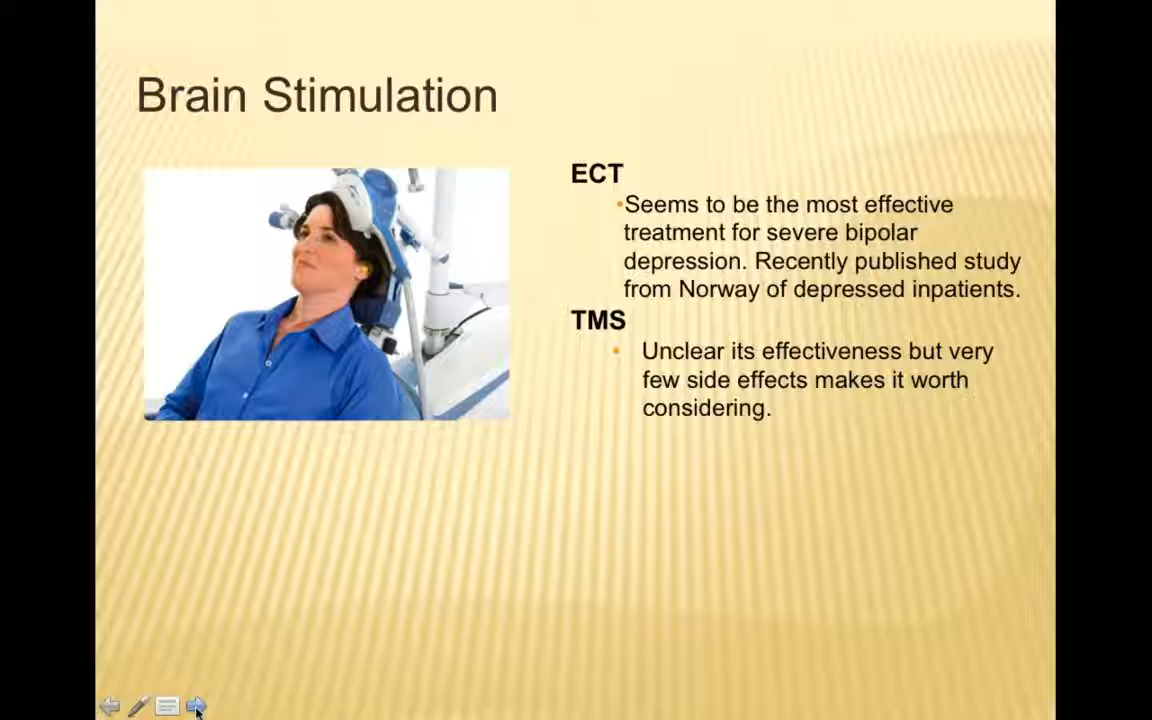 Brain Stimulation
ECT
•Seems to be the most effective
treatment for severe bipolar
depression. Recently published study
from Norway of depressed inpatients.
TMS
• Unclear its effectiveness but very
few side effects makes it worth
considering.